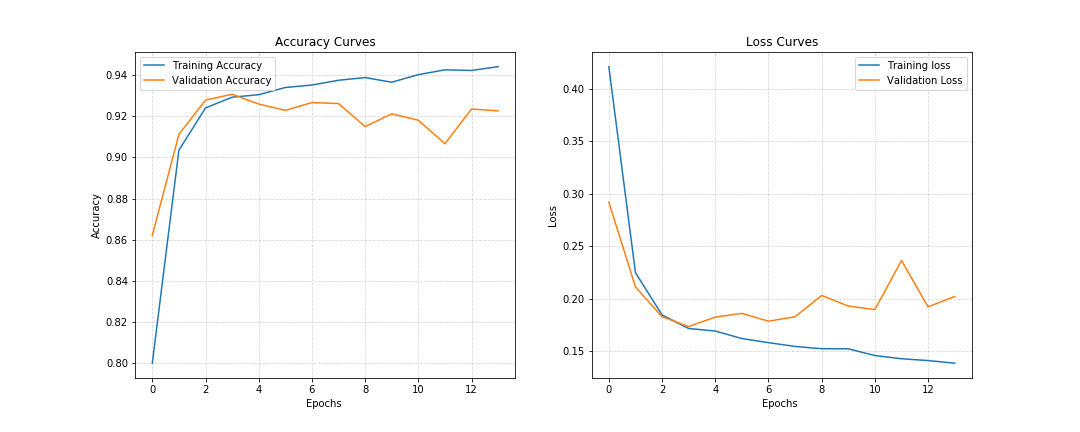 Accuracy Curves
Training Accuracy
Validation Accuracy
0.94
0.92
0.90
0.88
0.86
0.84
0.82
0.80
Accuracy
0 2 4 6 8 10 12
Epochs
Loss Curves
Training loss
Validation Loss
0.40
0.35
0.30
0.25
0.20
0.15
Loss
0 2 4 6 8 10 12
Epochs